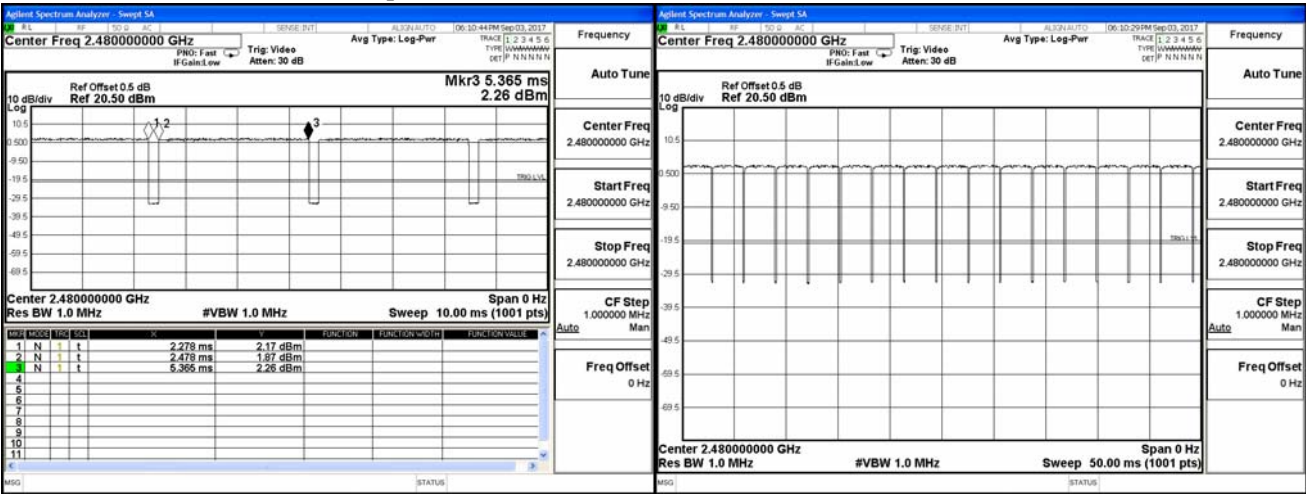 Agilent Spectrum Analyzer - Swept SA
RL RF 50 Ω AC SENSE:INT ALIGNAUTO 06:10:44 PM Sep 03, 2017
Center Freq 2.480000000 GHz Avg Type: Log-Pwr TRACE 1 2 3 4 5 6
PNO: Fast Trig: Video TYPE
IFGain:Low Atten: 30 dB DET P N N N N N
Mkr3 5.365 ms
Ref Offset 0.5 dB
10 dB/div Ref 20.50 dBm 2.26 dBm
Log
10.5
0.500
-9.50
-19.5
-29.5
-39.5
-49.5
-59.5
-69.5
1 2
3
TRIG LVL
Center 2.480000000 GHz Span 0 Hz
Res BW 1.0 MHz #VBW 1.0 MHz Sweep 10.00 ms (1001 pts)
MKR MODE TRC SCL X Y FUNCTION FUNCTION WIDTH FUNCTION VALUE
1 N 1 t 2.278 ms 2.17 dBm
2 N 1 t 2.478 ms 1.87 dBm
3 N 1 t 5.365 ms 2.26 dBm
4
5
6
7
8
9
10
11
MSG STATUS
Frequency
Auto Tune
Center Freq
2.480000000 GHz
Start Freq
2.480000000 GHz
Stop Freq
2.480000000 GHz
CF Step
1.000000 MHz
Auto Man
Freq Offset
0 Hz
Agilent Spectrum Analyzer - Swept SA
RL RF 50 Ω AC SENSE:INT ALIGNAUTO 06:10:29 PM Sep 03, 2017
Center Freq 2.480000000 GHz Avg Type: Log-Pwr TRACE 1 2 3 4 5 6
PNO: Fast Trig: Video TYPE
IFGain:Low Atten: 30 dB DET P N N N N N
Ref Offset 0.5 dB
10 dB/div Ref 20.50 dBm
Log
10.5
0.500
-9.50
-19.5
-29.5
-39.5
-49.5
-59.5
-69.5
TRIG LVL
Center 2.480000000 GHz Span 0 Hz
Res BW 1.0 MHz #VBW 1.0 MHz Sweep 50.00 ms (1001 pts)
MSG STATUS
Frequency
Auto Tune
Center Freq
2.480000000 GHz
Start Freq
2.480000000 GHz
Stop Freq
2.480000000 GHz
CF Step
1.000000 MHz
Auto Man
Freq Offset
0 Hz